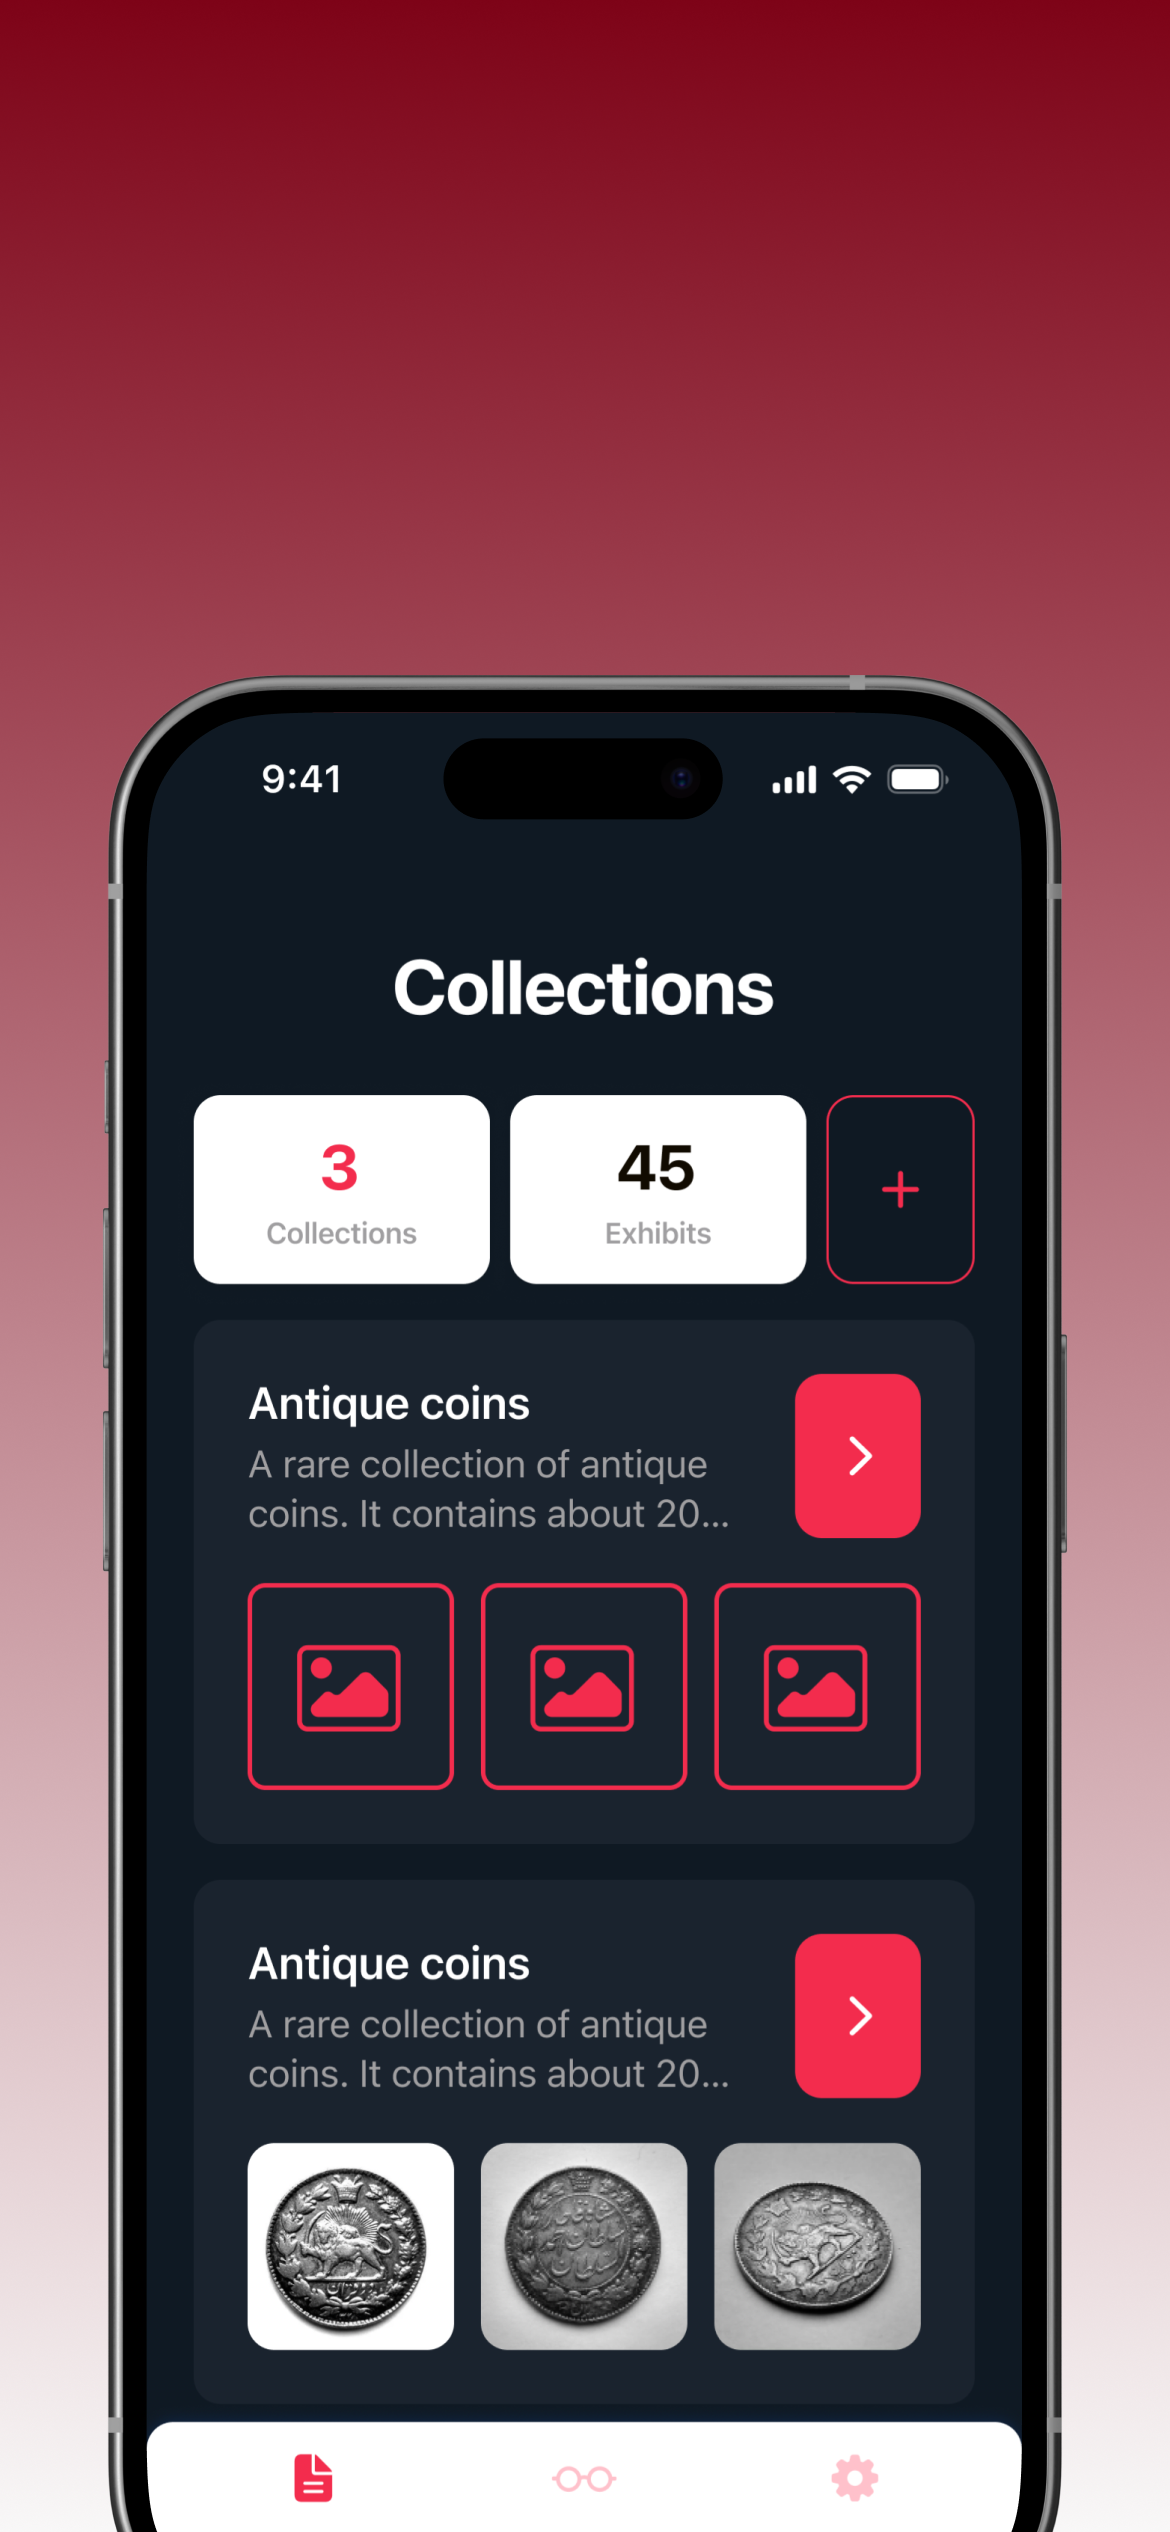 9:41
Collections
3
Collections
45
Exhibits
Antique coins
A rare collection of antique
coins. It contains about 20...
Antique coins
A rare collection of antique
coins. It contains about 20...